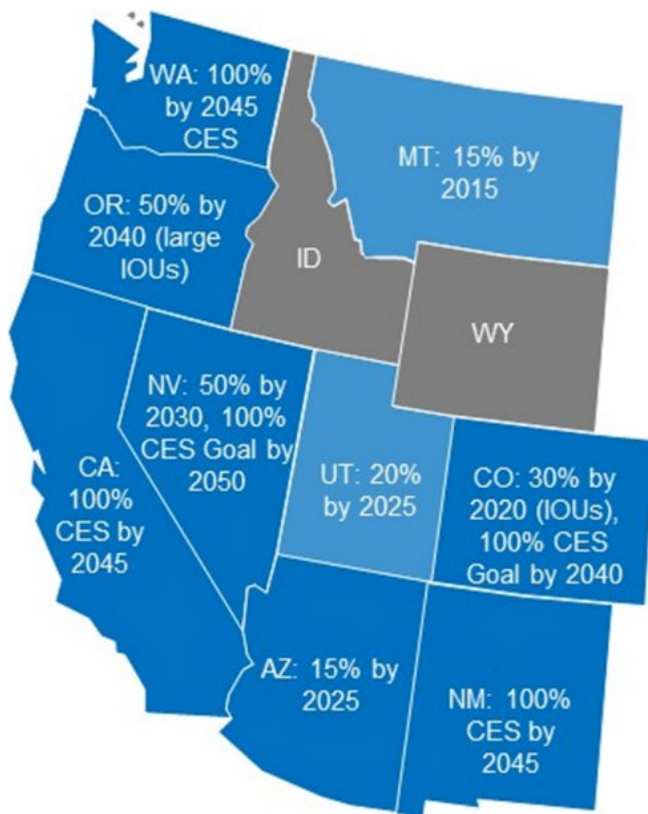 WA: 100%
by 2045
CES
MT: 15% by
2015
OR: 50% by
2040 (large
IOUs)
ID
WY
NV: 50% by
2030, 100%
CES Goal by
2050
CA:
100%
CES by
2045
UT: 20%
by 2025
CO: 30% by
2020 (IOUs),
100% CES
Goal by 2040
AZ: 15% by
2025
NM: 100%
CES by
2045